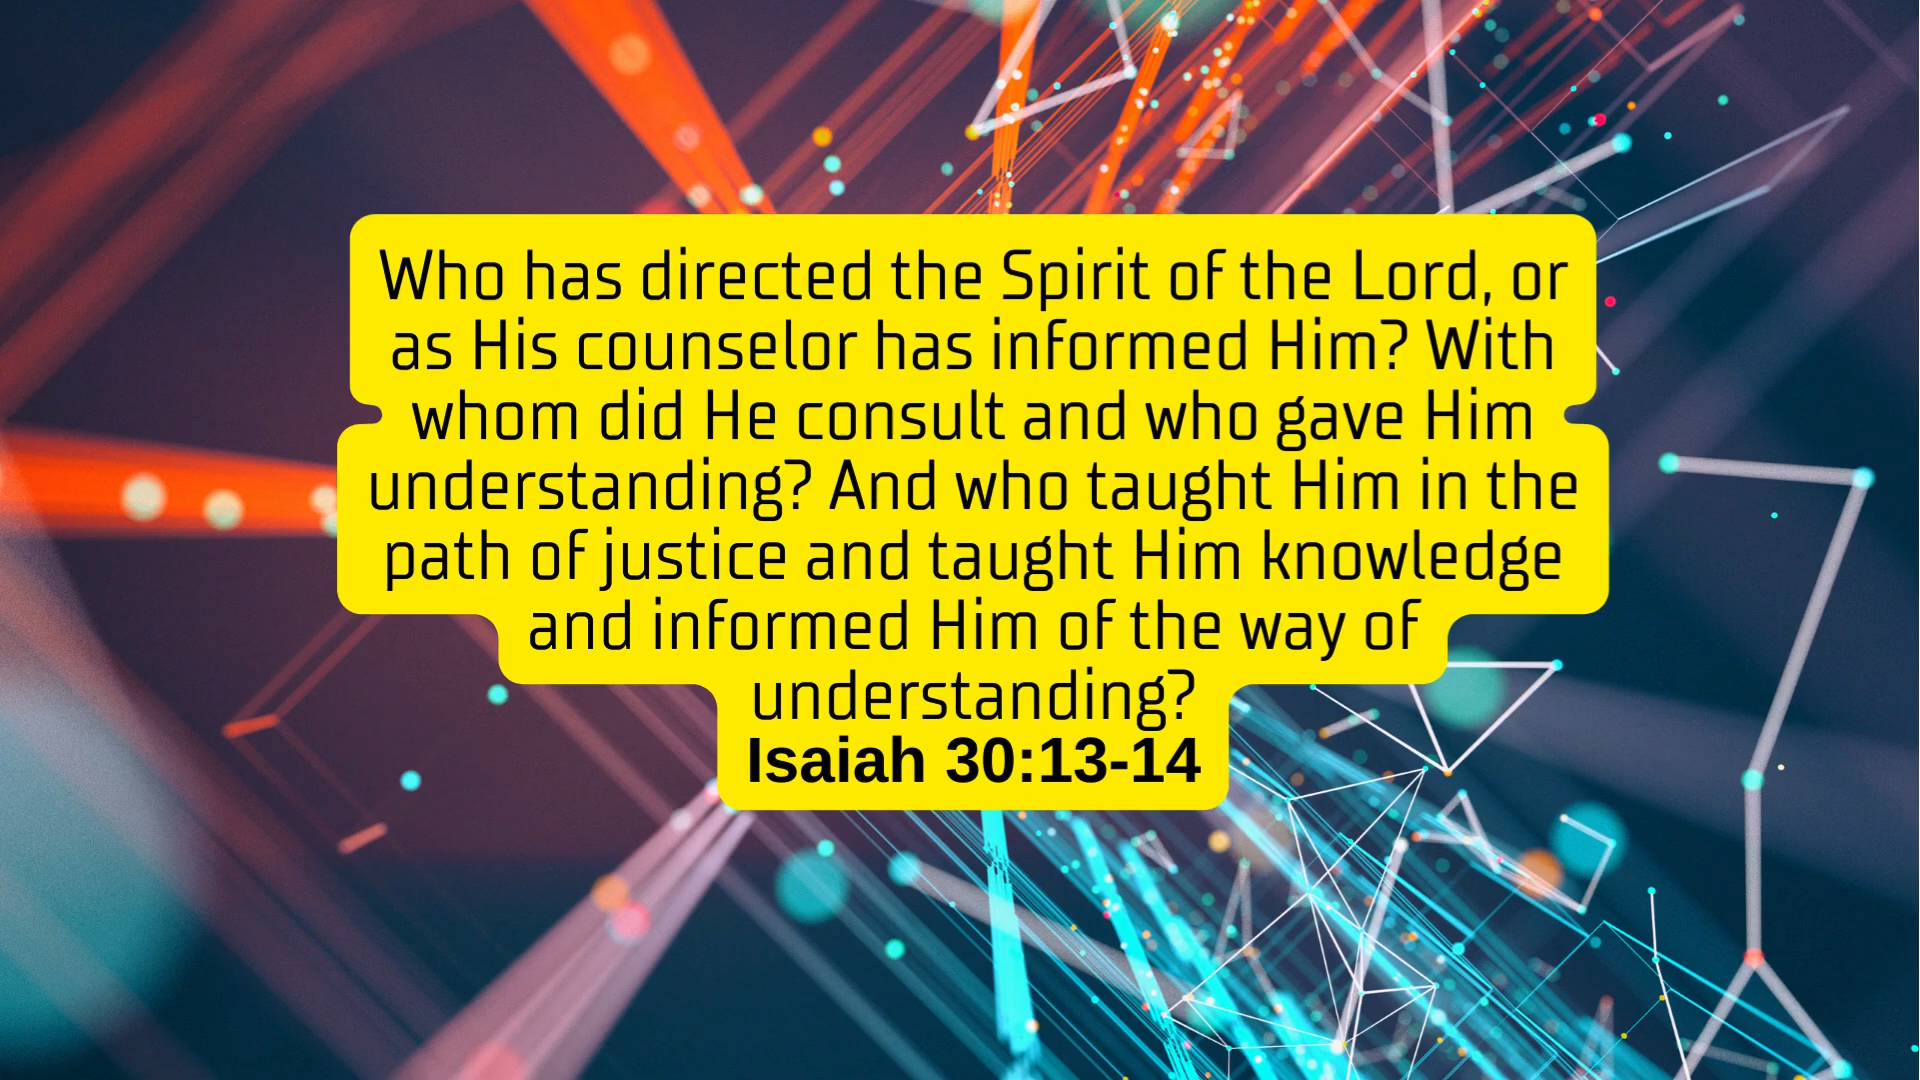 Who has directed the Spirit of the Lord, or
as His counselor has informed Him? With
whom did He consult and who gave Him
understanding? And who taught Him in the
path of justice and taught Him knowledge
and informed Him of the way of
understanding?
Isaiah 30:13-14